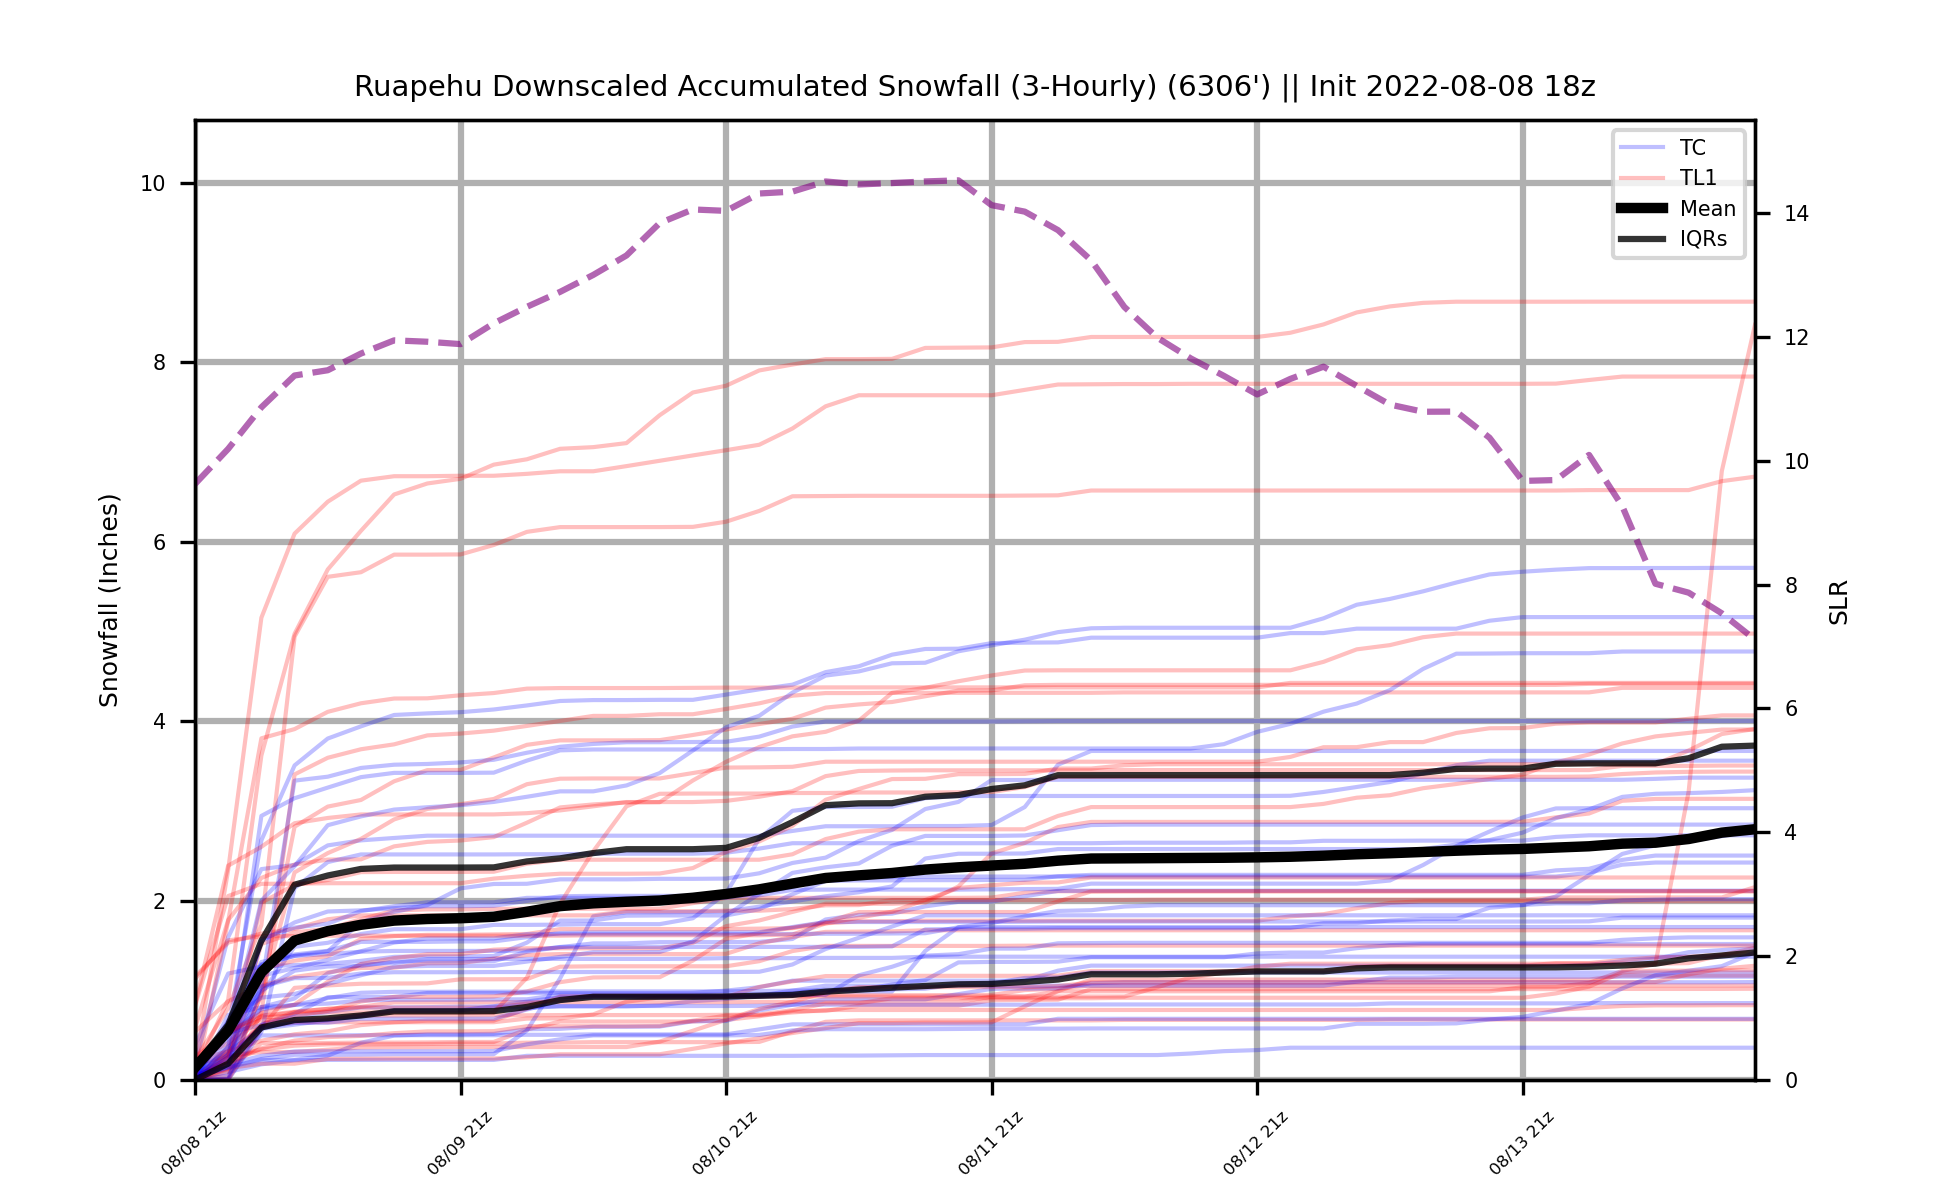 Ruapehu Downscaled Accumulated Snowfall (3-Hourly) (6306') || Init 2022-08-08 18z
TC
TL1
Mean
IQRs
Snowfall (Inches)
10
8
6
4
2
0
SLR
14
12
10
8
6
4
2
0
08/08 21z
08/09 21z
08/10 21z
08/11 21z
08/12 21z
08/13 21z